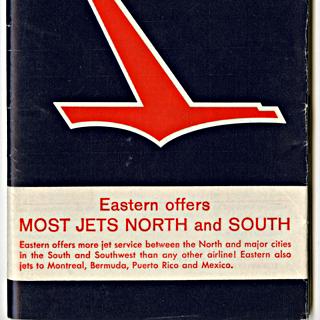 Eastern offers
MOST JETS NORTH and SOUTH
Eastern offers more jet service between the North and major cities
in the South and Southwest than any other airline! Eastern also
jets to Montreal, Bermuda, Puerto Rico and Mexico.